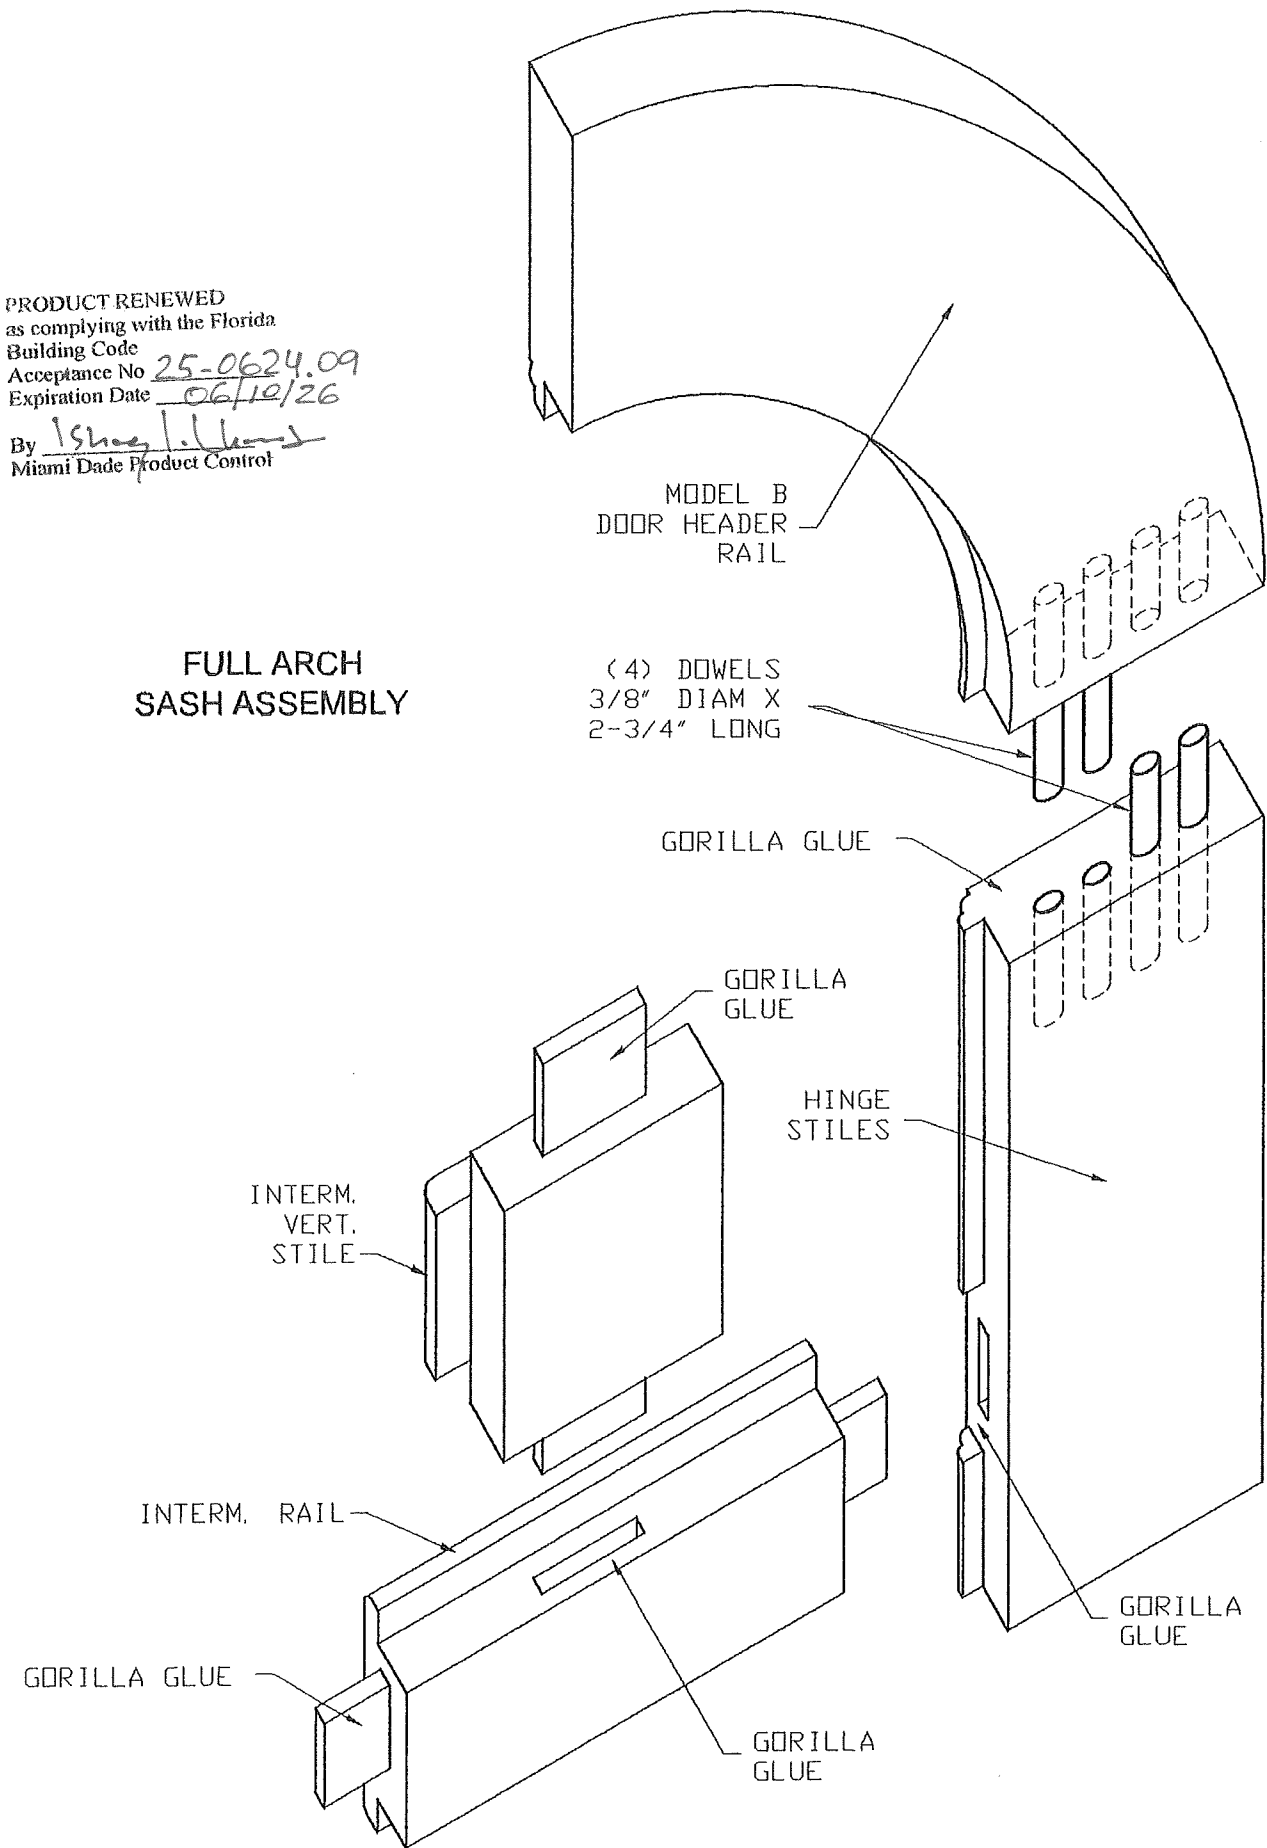 PRODUCT RENEWED
as complying with the Florida
Building Code
Acceptance No 25-0624.09
Expiration Date 06/10/26
By
Miami Dade Product Control
MODEL B
DOOR HEADER
RAIL
FULL ARCH
SASH ASSEMBLY
(4) DOWELS
3/8" DIAM X
2-3/4" LONG
GORILLA GLUE
GORILLA
GLUE
HINGE
STILES
INTERM.
VERT.
STILE
INTERM. RAIL
GORILLA
GLUE
GORILLA GLUE
GORILLA
GLUE